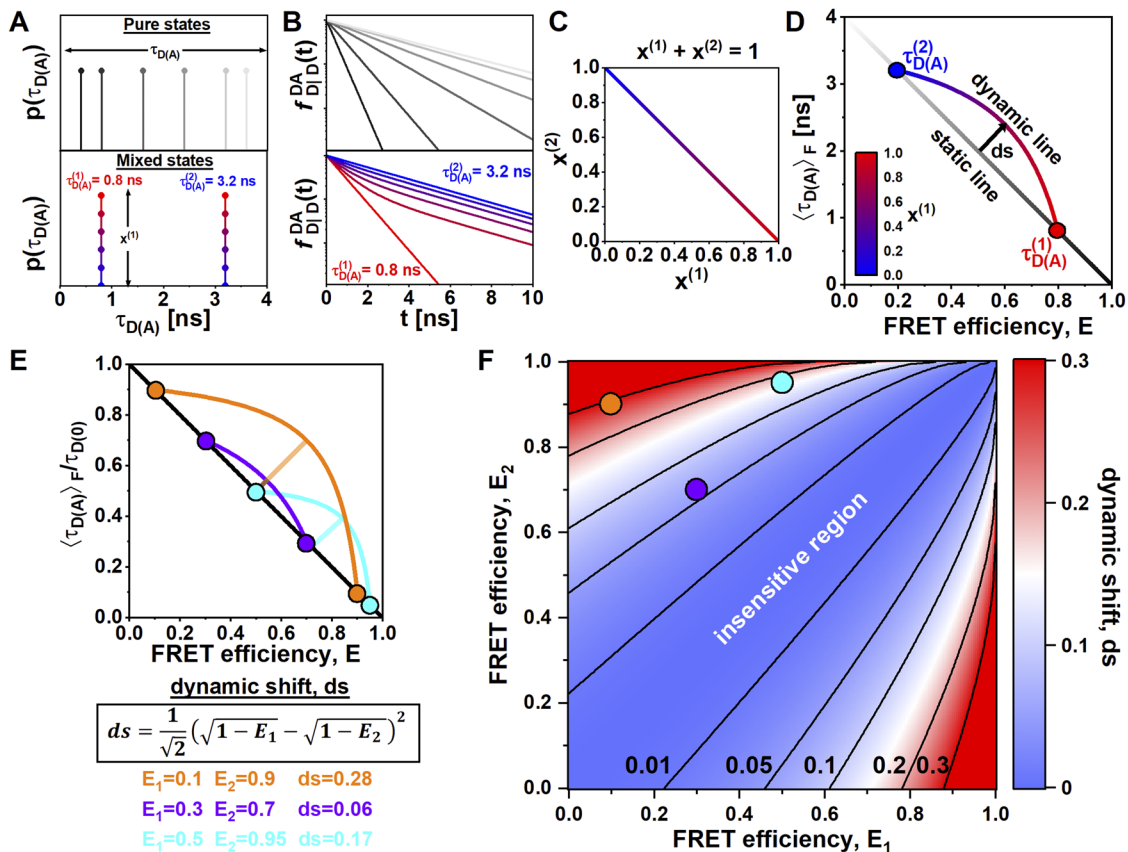 A
Pure states
τD(A)
p(τD(A))
Mixed states
τ(1)D(A)= 0.8 ns
τ(2)D(A)= 3.2 ns
x(1)
p(τD(A))
0 1 2 3 4
τD(A) [ns]
B
f DA D|D (t)
τ(2)D(A)= 3.2 ns
f DA D|D (t)
τ(1)D(A)= 0.8 ns
0 2 4 6 8 10
t [ns]
C
x(1) + x(2) = 1
1.0
0.8
0.6
0.4
0.2
0.0
x(2)
0.0 0.2 0.4 0.6 0.8 1.0
x(1)
D
4
3
2
1
0
⟨τD(A)⟩F [ns]
τ(2)D(A)
dynamic line
ds
static line
1.0
0.8
0.6
0.4
0.2
0.0
x(1)
τ(1)D(A)
0.0 0.2 0.4 0.6 0.8 1.0
FRET efficiency, E
E
1.0
0.8
0.6
0.4
0.2
0.0
⟨τD(A)⟩F/τD(0)
0.0 0.2 0.4 0.6 0.8 1.0
FRET efficiency, E
dynamic shift, ds
ds = 1/√2 (√1 − E1 − √1 − E2)2
E1=0.1 E2=0.9 ds=0.28
E1=0.3 E2=0.7 ds=0.06
E1=0.5 E2=0.95 ds=0.17
F
1.0
0.8
0.6
0.4
0.2
0.0
FRET efficiency, E2
insensitive region
0.01 0.05 0.1 0.2 0.3
0.0 0.2 0.4 0.6 0.8 1.0
FRET efficiency, E1
0.3
0.2
0.1
0
dynamic shift, ds